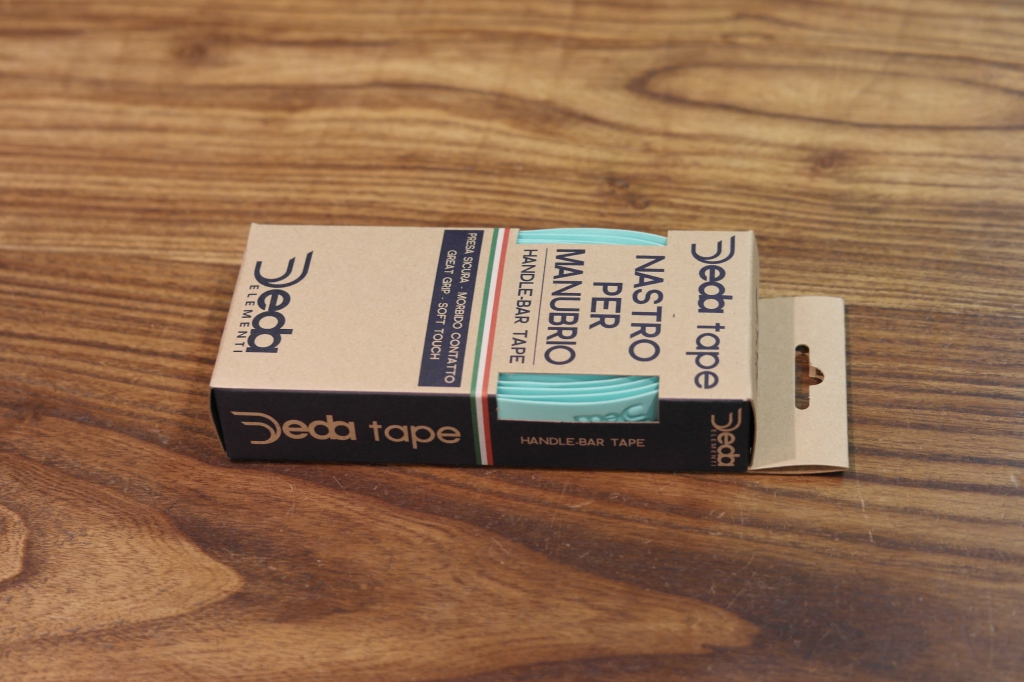 Deda
ELEMENTI
PRESA SICURA . MORBIDO CONTATTO
GREAT GRIP . SOFT TOUCH
Deda tape
NASTRO
PER
MANUBRIO
HANDLE-BAR TAPE
Deda tape
HANDLE-BAR TAPE
Deda
ELEMENTI
Deda